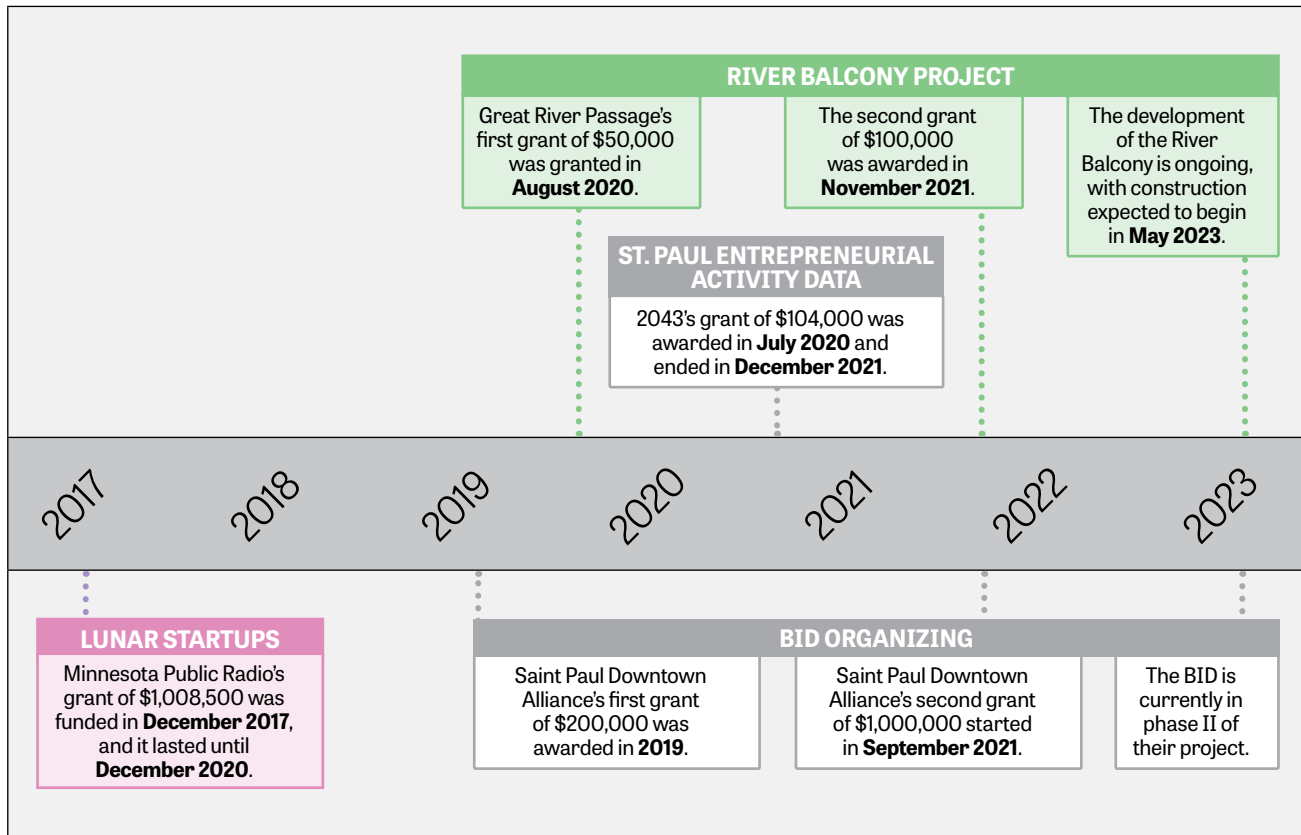 RIVER BALCONY PROJECT
Great River Passage's
first grant of $50,000
was granted in
August 2020.
The second grant
of $100,000
was awarded in
November 2021.
The development
of the River
Balcony is ongoing,
with construction
expected to begin
in May 2023.
ST. PAUL ENTREPRENEURIAL
ACTIVITY DATA
2043's grant of $104,000 was
awarded in July 2020 and
ended in December 2021.
2017
2018
2019
2020
2021
2022
2023
LUNAR STARTUPS
Minnesota Public Radio's
grant of $1,008,500 was
funded in December 2017,
and it lasted until
December 2020.
BID ORGANIZING
Saint Paul Downtown
Alliance's first grant
of $200,000 was
awarded in 2019.
Saint Paul Downtown
Alliance's second grant
of $1,000,000 started
in September 2021.
The BID is
currently in
phase II of
their project.